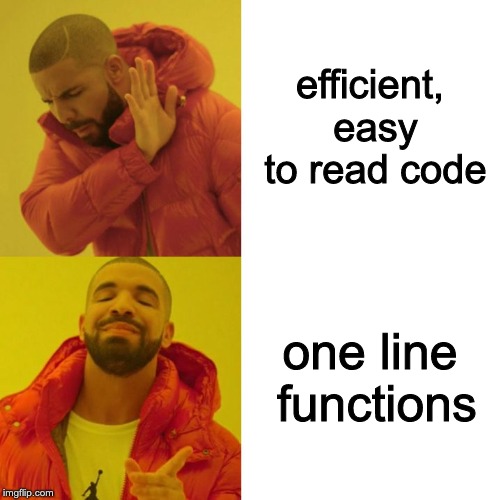 efficient,
easy
to read code
one line
functions
imgflip.com